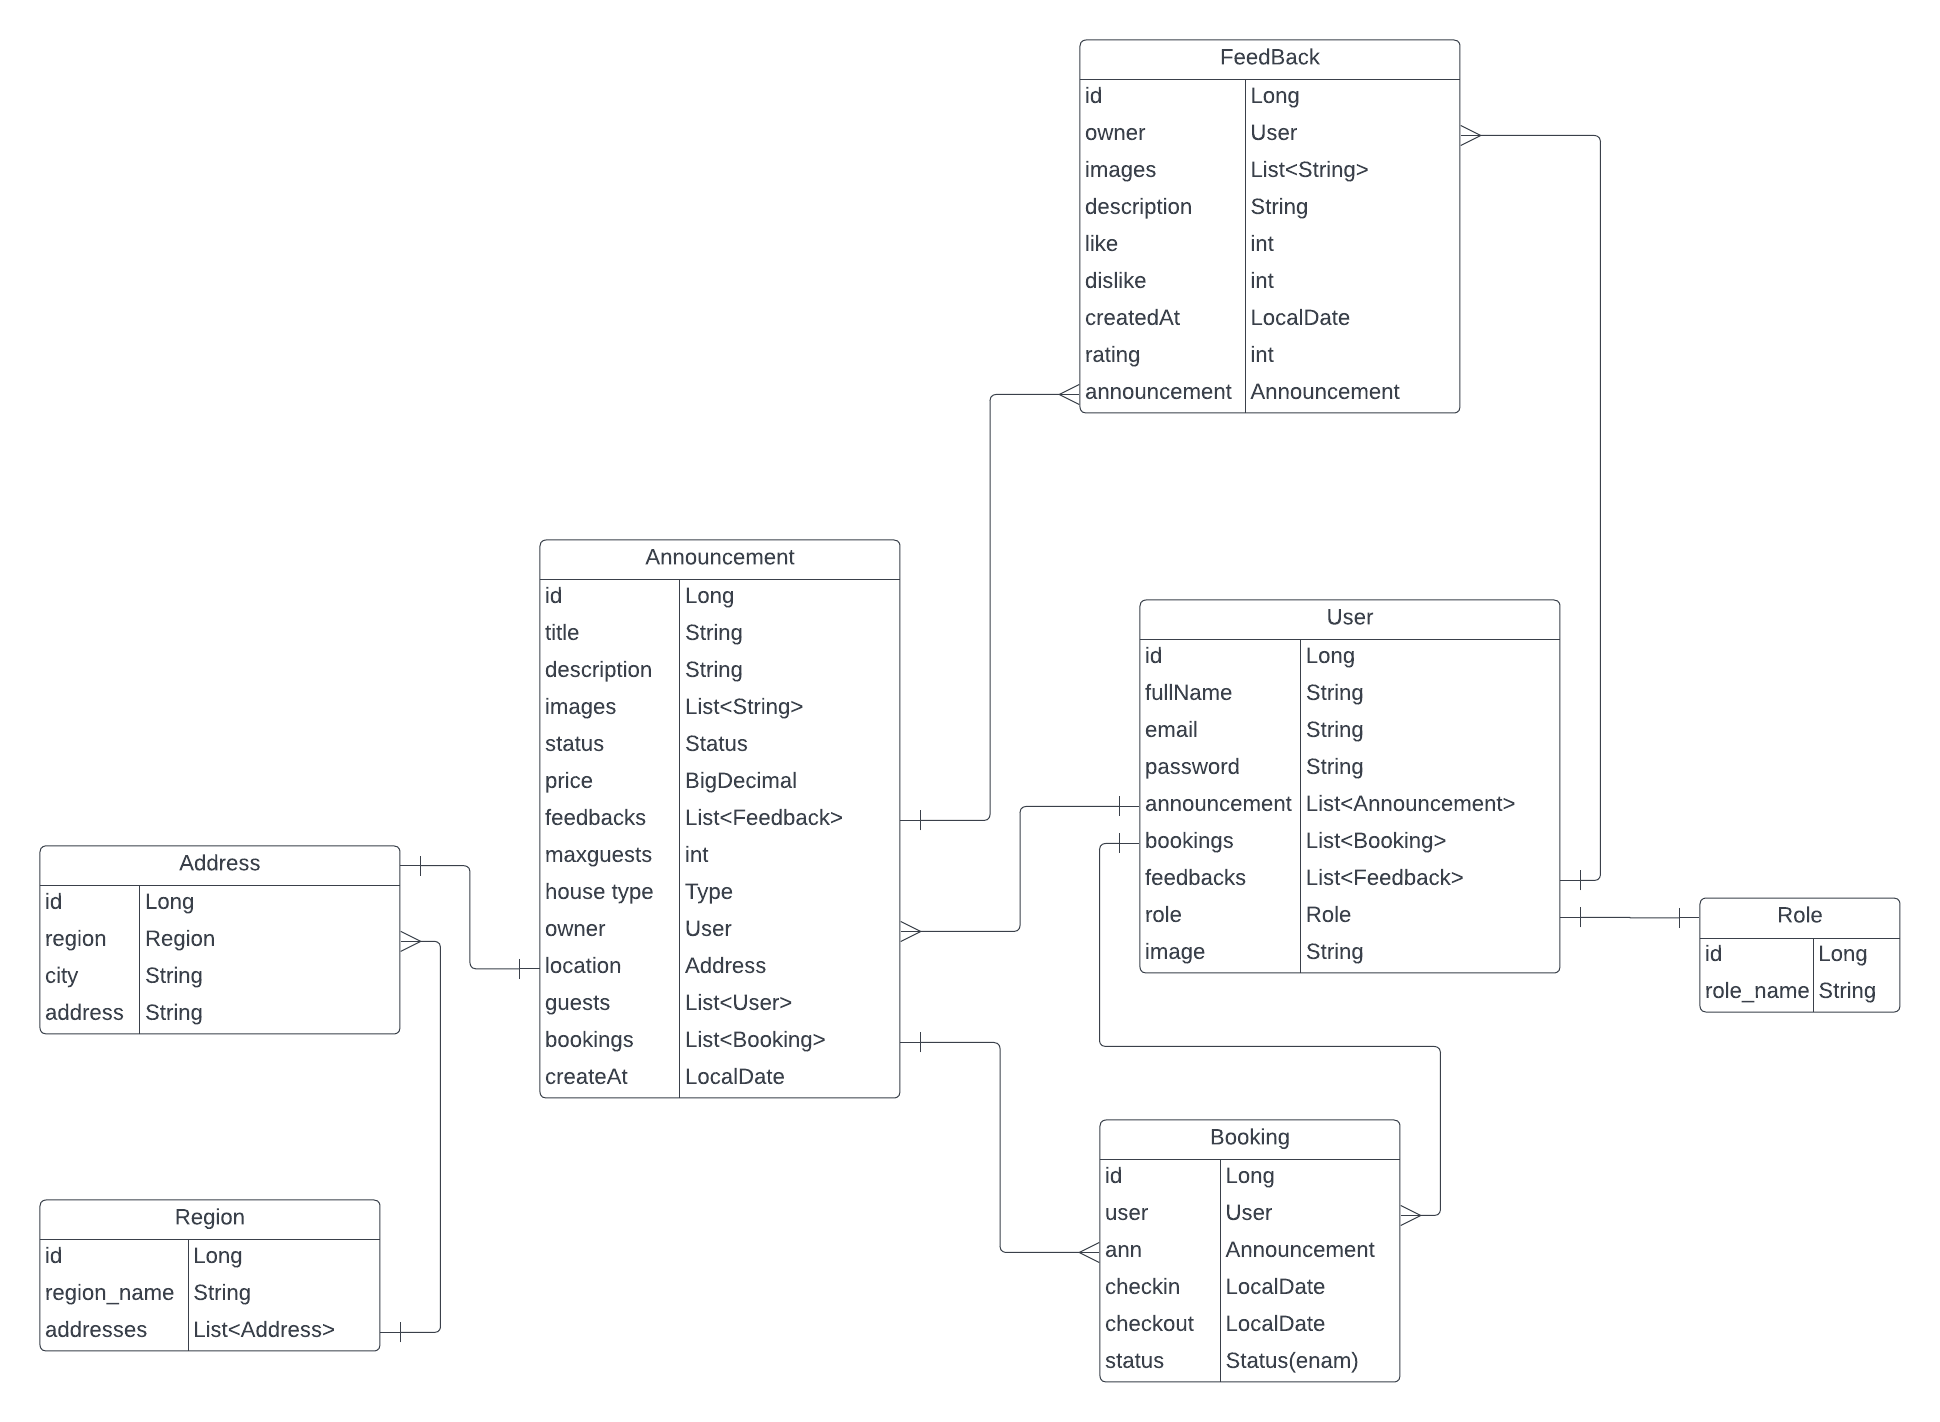 FeedBack
id Long
owner User
images List<String>
description String
like int
dislike int
createdAt LocalDate
rating int
announcement Announcement
Announcement
id Long
title String
description String
images List<String>
status Status
price BigDecimal
feedbacks List<Feedback>
maxguests int
house type Type
owner User
location Address
guests List<User>
bookings List<Booking>
createAt LocalDate
User
id Long
fullName String
email String
password String
announcement List<Announcement>
bookings List<Booking>
feedbacks List<Feedback>
role Role
image String
Address
id Long
region Region
city String
address String
Role
id Long
role_name String
Booking
id Long
user User
ann Announcement
checkin LocalDate
checkout LocalDate
status Status(enam)
Region
id Long
region_name String
addresses List<Address>